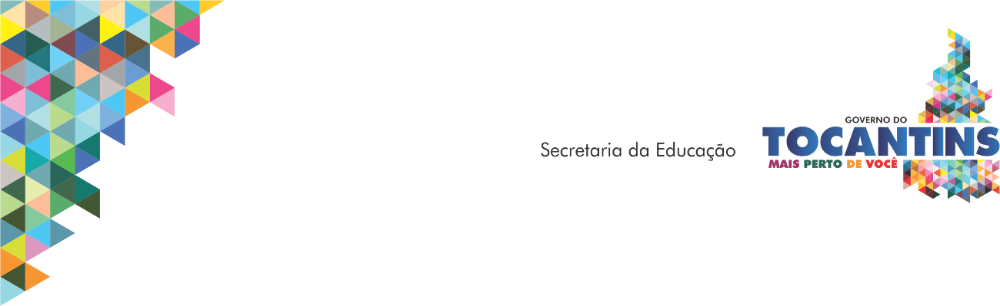 Secretaria da Educação
GOVERNO DO
TOCANTINS
MAIS PERTO DE VOCÊ